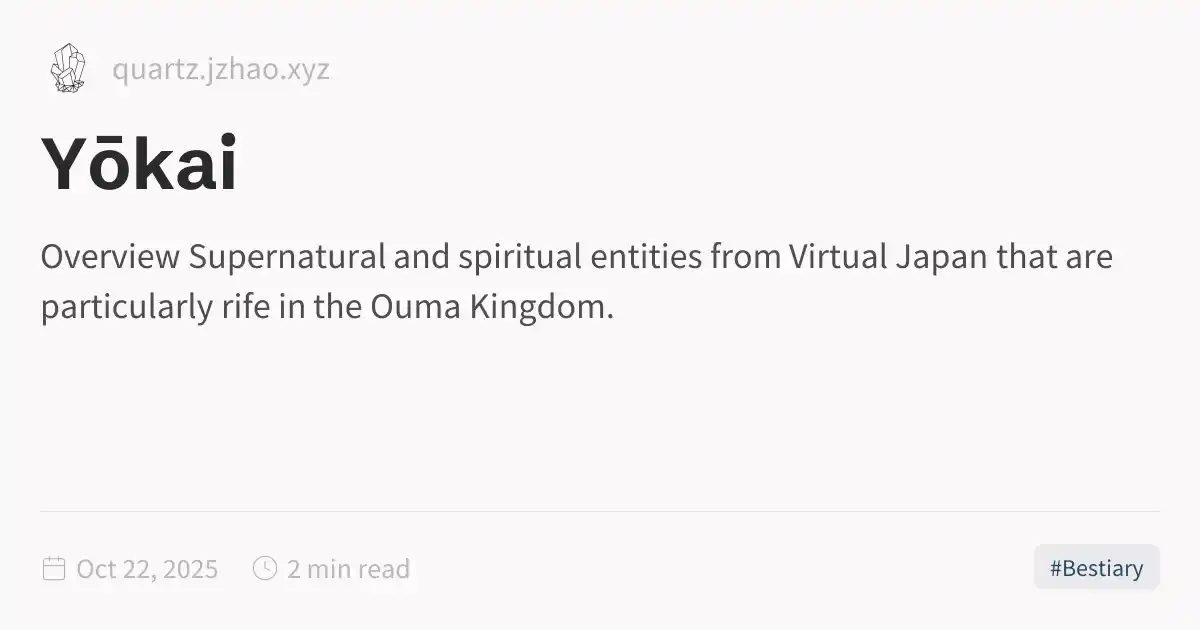 quartz.jzhao.xyz
Yōkai
Overview Supernatural and spiritual entities from Virtual Japan that are
particularly rife in the Ouma Kingdom.
Oct 22, 2025
2 min read
#Bestiary